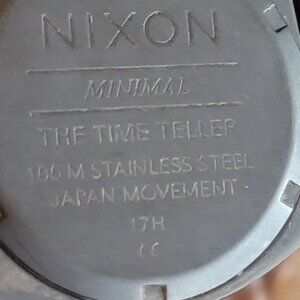 NIXON
MINIMAL
THE TIME TELLER
100 M STAINLESS STEEL
JAPAN MOVEMENT
17H
CE